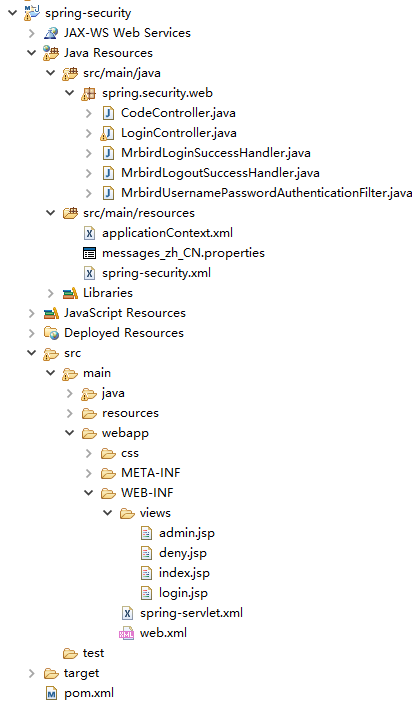 spring-security
JAX-WS Web Services
Java Resources
src/main/java
spring.security.web
CodeController.java
LoginController.java
MrbirdLoginSuccessHandler.java
MrbirdLogoutSuccessHandler.java
MrbirdUsernamePasswordAuthenticationFilter.java
src/main/resources
applicationContext.xml
messages_zh_CN.properties
spring-security.xml
Libraries
JavaScript Resources
Deployed Resources
src
main
java
resources
webapp
css
META-INF
WEB-INF
views
admin.jsp
deny.jsp
index.jsp
login.jsp
spring-servlet.xml
web.xml
test
target
pom.xml